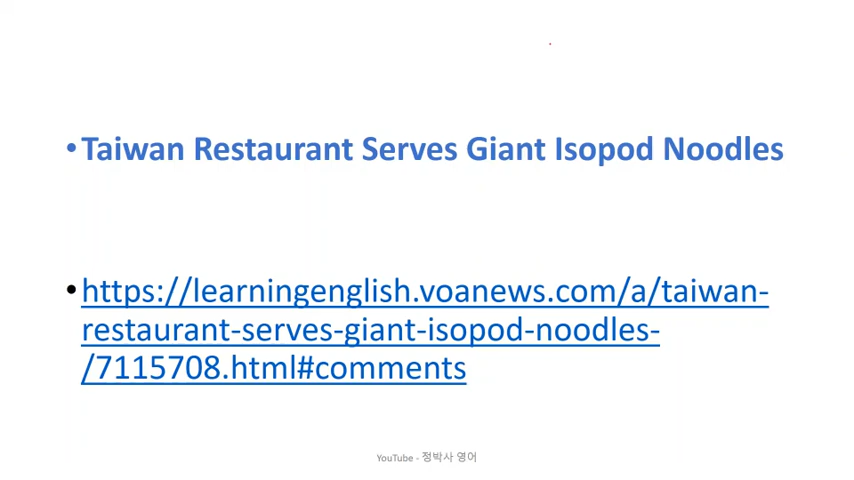 •Taiwan Restaurant Serves Giant Isopod Noodles
•https://learningenglish.voanews.com/a/taiwan-
restaurant-serves-giant-isopod-noodles-
/7115708.html#comments
YouTube - 정박사 영어